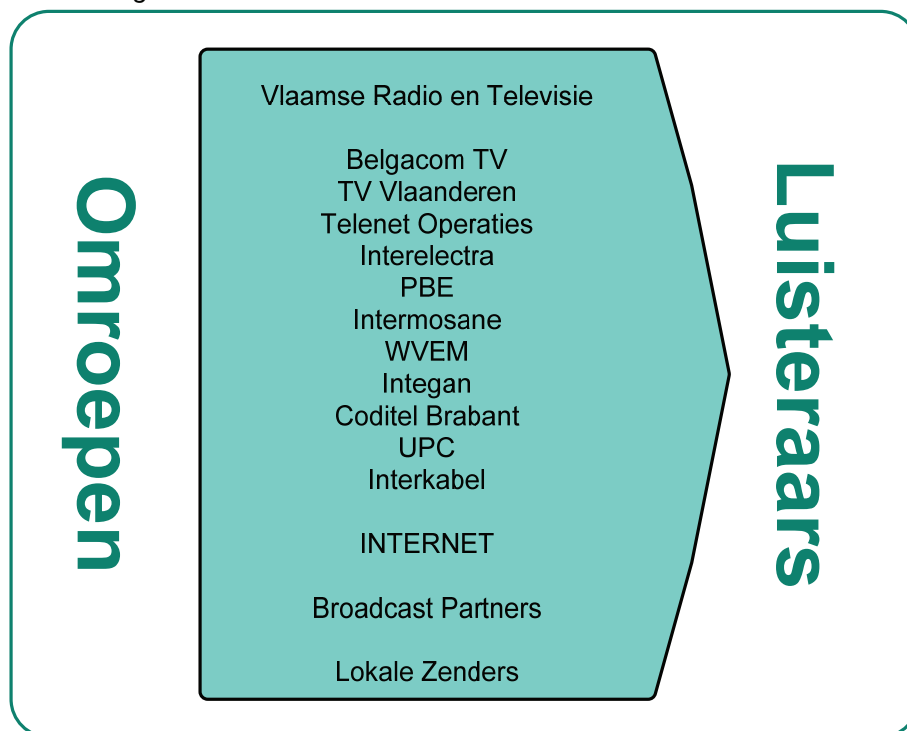 Omroepen
Vlaamse Radio en Televisie
Belgacom TV
TV Vlaanderen
Telenet Operaties
Interelectra
PBE
Intermosane
WVEM
Integan
Coditel Brabant
UPC
Interkabel
INTERNET
Broadcast Partners
Lokale Zenders
Luisteraars